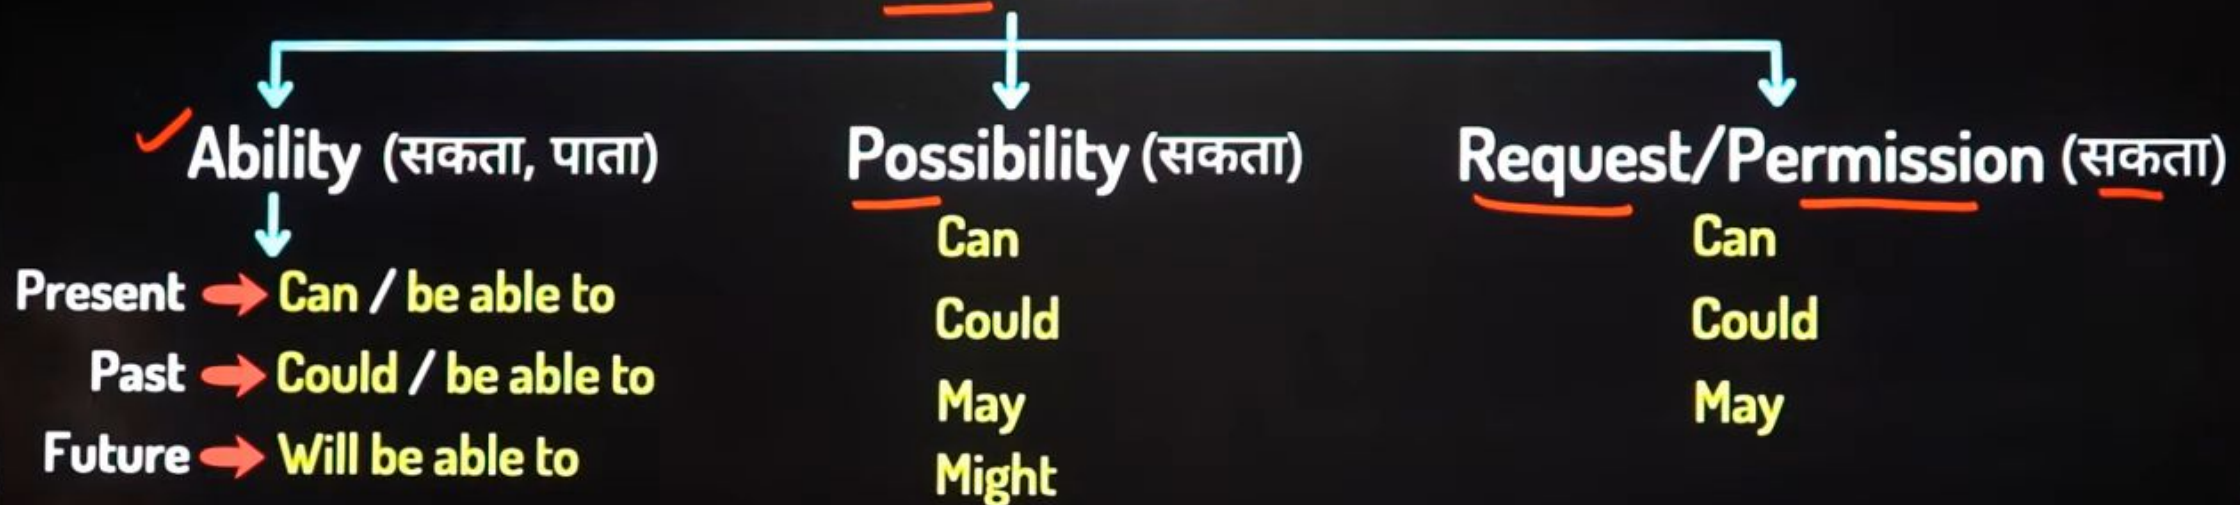 Ability (सकता, पाता)
Present Can / be able to
Past Could / be able to
Future Will be able to
Possibility (सकता)
Can
Could
May
Might
Request/Permission (सकता)
Can
Could
May